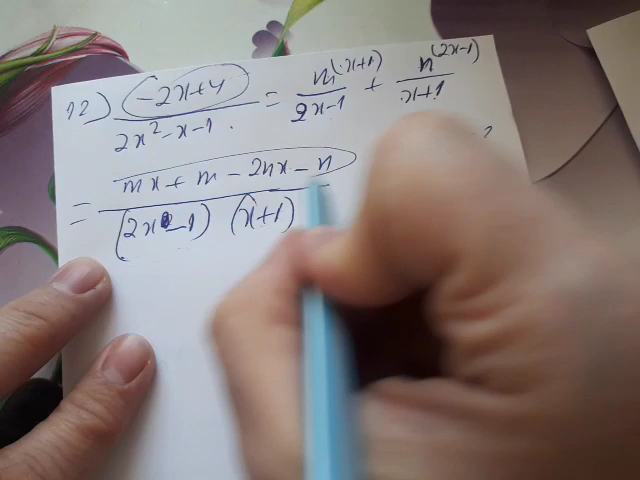 12) (-2x+4)/(2x²-x-1) = m^(x+1)/(2x-1) + n^(2x-1)/(x+1)
= (mx + m - 2nx - n)/((2x-1) (x+1))
?